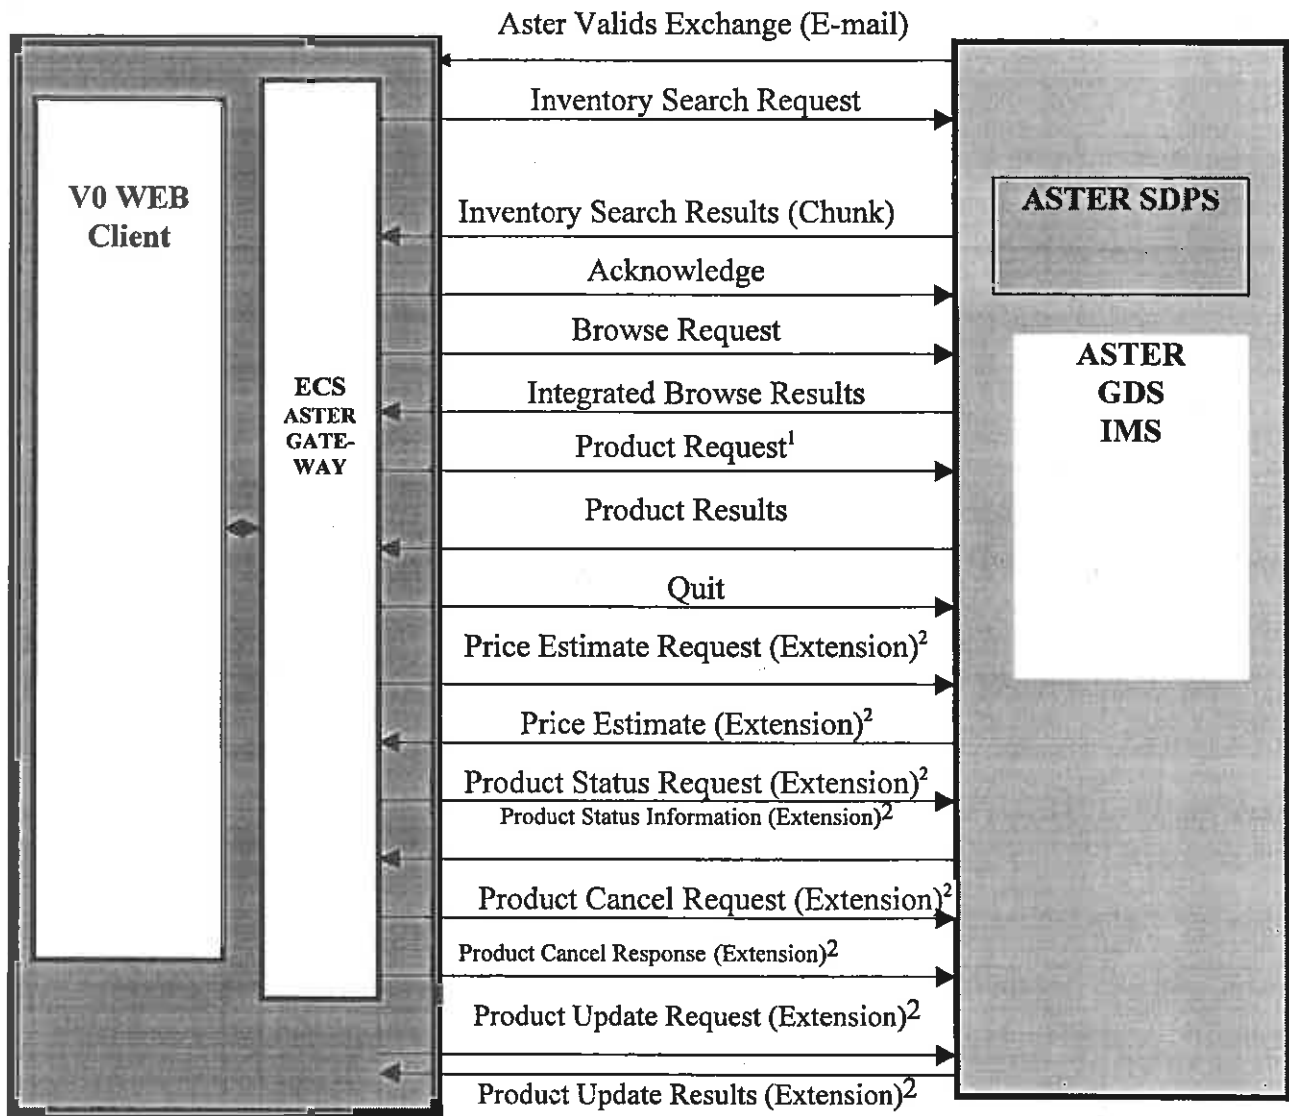 Aster Valids Exchange (E-mail)
Inventory Search Request
V0 WEB
Client
ECS
ASTER
GATE-
WAY
Inventory Search Results (Chunk)
Acknowledge
Browse Request
Integrated Browse Results
Product Request¹
Product Results
Quit
Price Estimate Request (Extension)²
Price Estimate (Extension)²
Product Status Request (Extension)²
Product Status Information (Extension)²
Product Cancel Request (Extension)²
Product Cancel Response (Extension)²
Product Update Request (Extension)²
Product Update Results (Extension)²
ASTER SDPS
ASTER
GDS
IMS